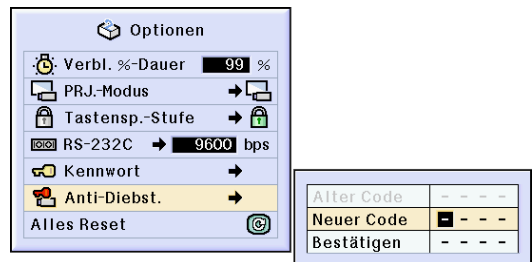 Optionen
Verbl. %-Dauer 99 %
PRJ.-Modus
Tastensp.-Stufe
RS-232C 9600 bps
Kennwort
Anti-Diebst.
Alles Reset
Alter Code - - - -
Neuer Code - - - -
Bestätigen - - - -